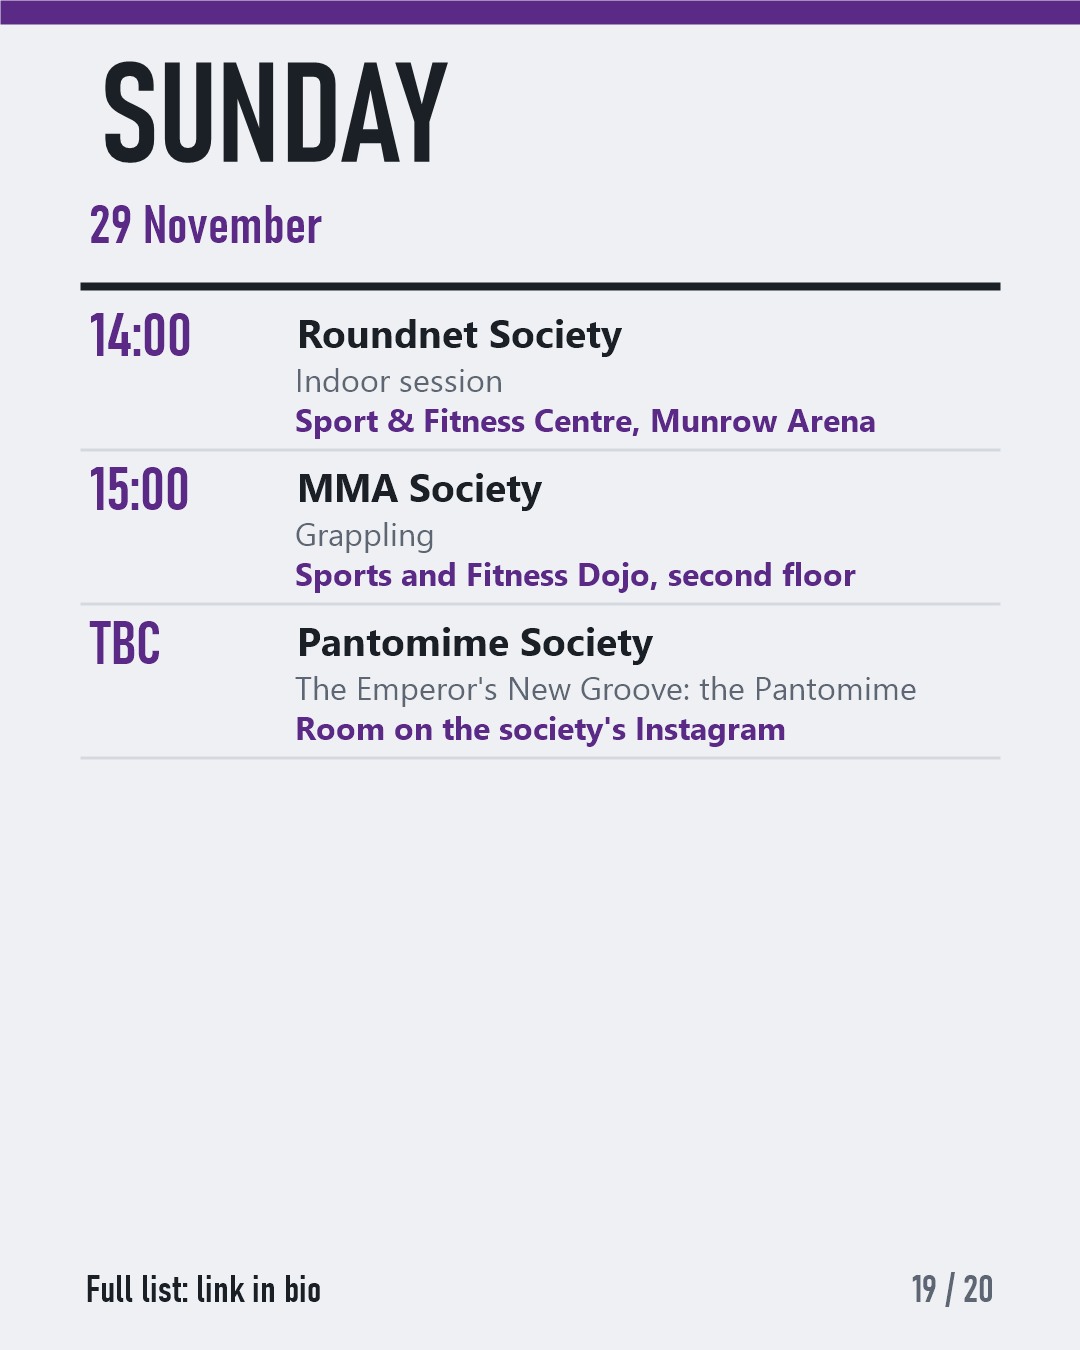 SUNDAY
29 November
14:00
Roundnet Society
Indoor session
Sport & Fitness Centre, Munrow Arena
15:00
MMA Society
Grappling
Sports and Fitness Dojo, second floor
TBC
Pantomime Society
The Emperor's New Groove: the Pantomime
Room on the society's Instagram
Full list: link in bio
19 / 20